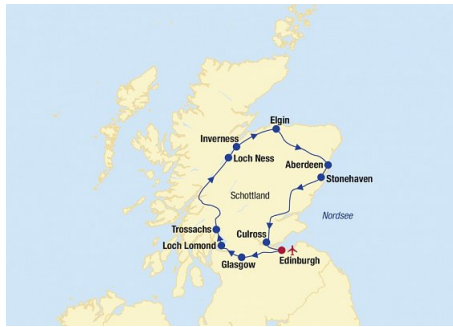 Elgin
Inverness
Loch Ness
Aberdeen
Stonehaven
Schottland
Nordsee
Trossachs
Culross
Loch Lomond
Edinburgh
Glasgow